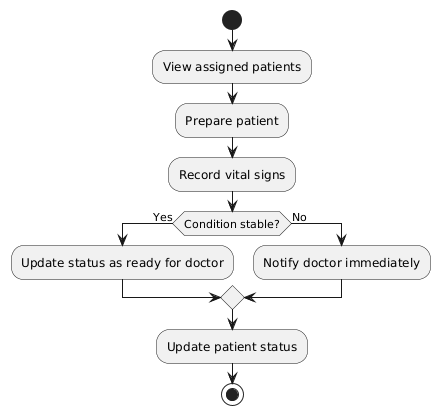 View assigned patients
Prepare patient
Record vital signs
Yes
Condition stable?
No
Update status as ready for doctor
Notify doctor immediately
Update patient status